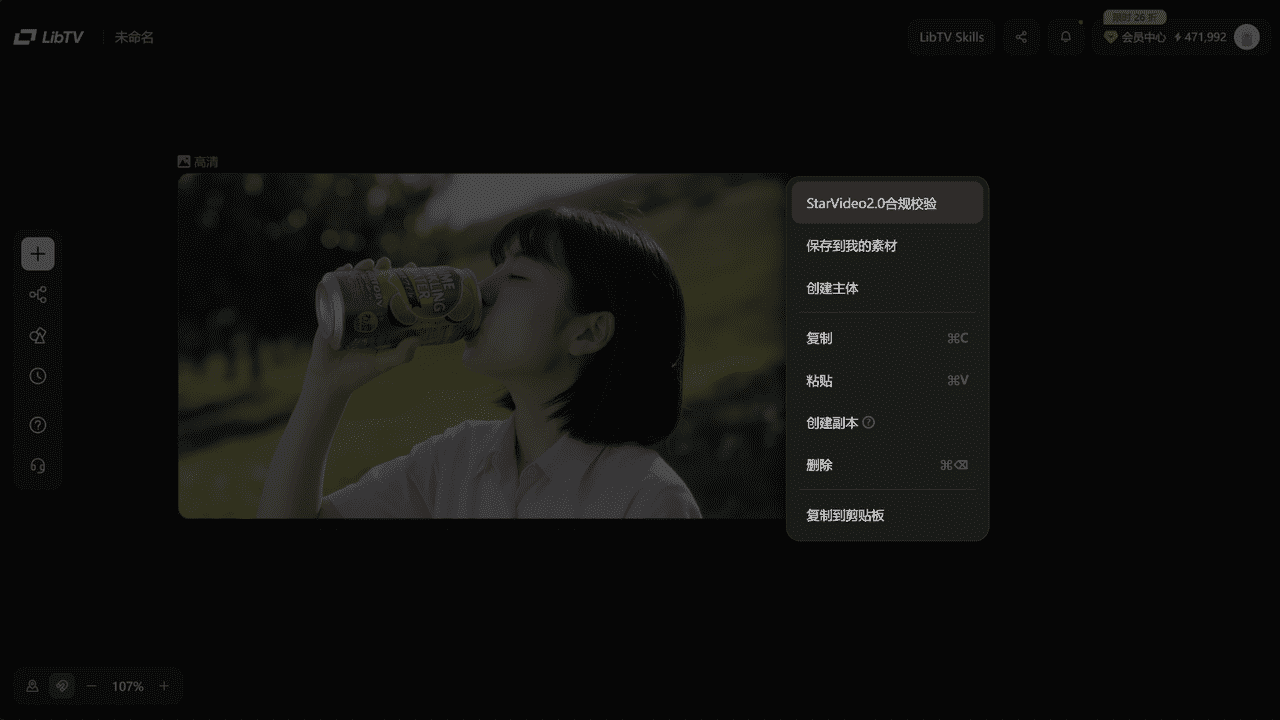 LibTV
未命名
LibTV Skills
限时 26 折
会员中心
471,992
高清
StarVideo2.0合规校验
保存到我的素材
创建主体
复制 ⌘C
粘贴 ⌘V
创建副本
删除 ⌘⌫
复制到剪贴板
107%